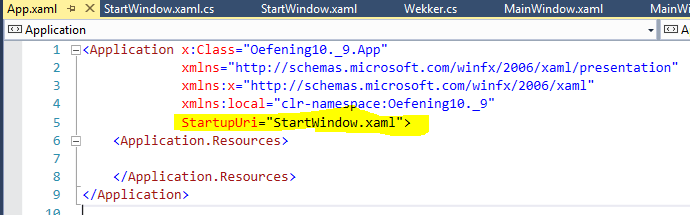 App.xaml StartWindow.xaml.cs StartWindow.xaml Wekker.cs MainWindow.xaml
Application Application
1 <Application x:Class="Oefening10._9.App"
2 xmlns="http://schemas.microsoft.com/winfx/2006/xaml/presentation"
3 xmlns:x="http://schemas.microsoft.com/winfx/2006/xaml"
4 xmlns:local="clr-namespace:Oefening10._9"
5 StartupUri="StartWindow.xaml">
6 <Application.Resources>
7
8 </Application.Resources>
9 </Application>
10